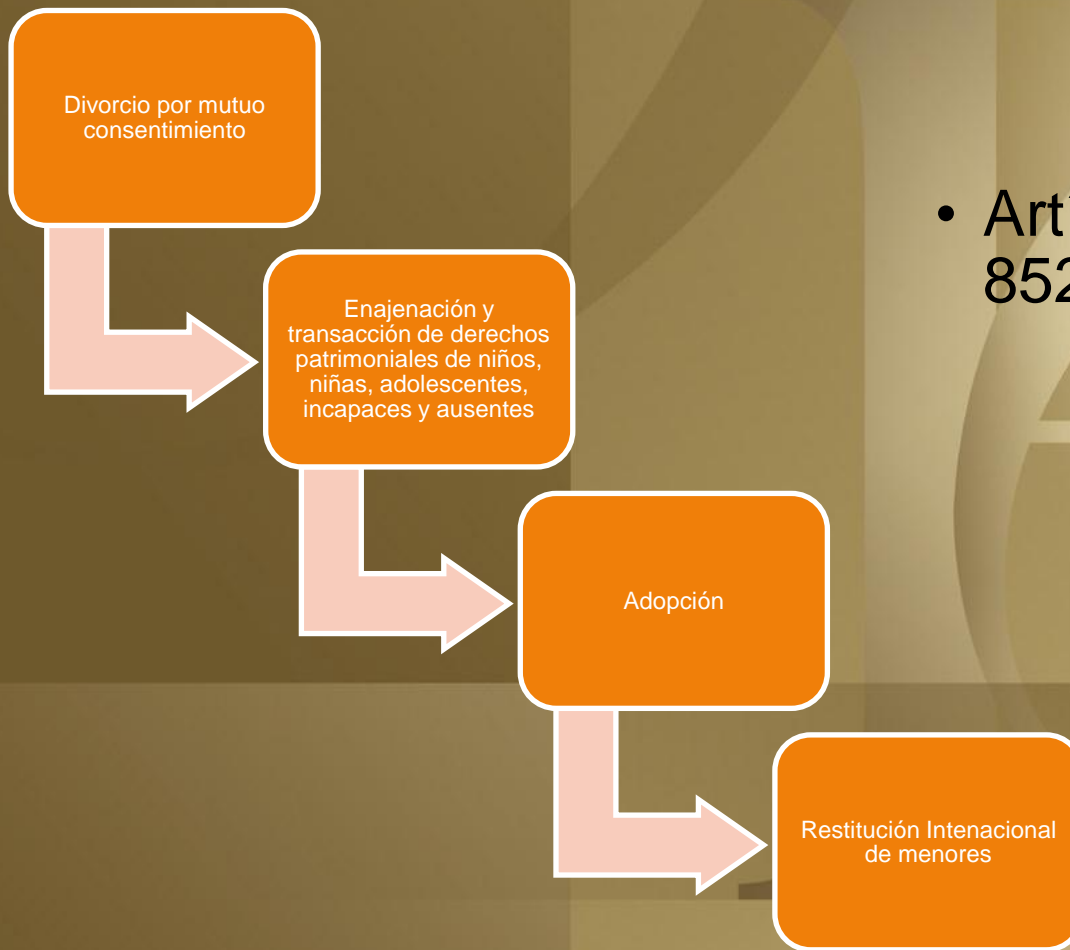 Divorcio por mutuo
consentimiento
Enajenación y
transacción de derechos
patrimoniales de niños,
niñas, adolescentes,
incapaces y ausentes
Adopción
Restitución Intenacional
de menores
• Art
852